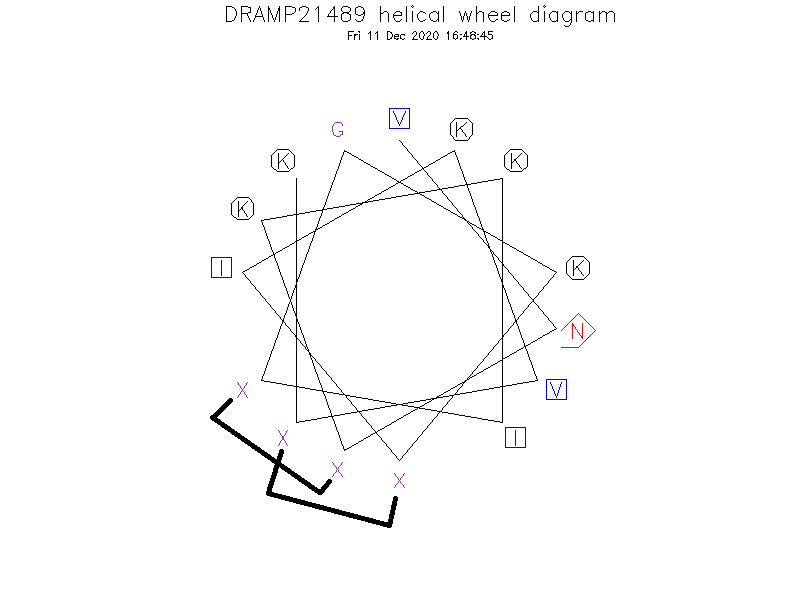 DRAMP21489 helical wheel diagram
Fri 11 Dec 2020 16:48:45
V
G K
K K
K
I K
N
X V
X I
X
X